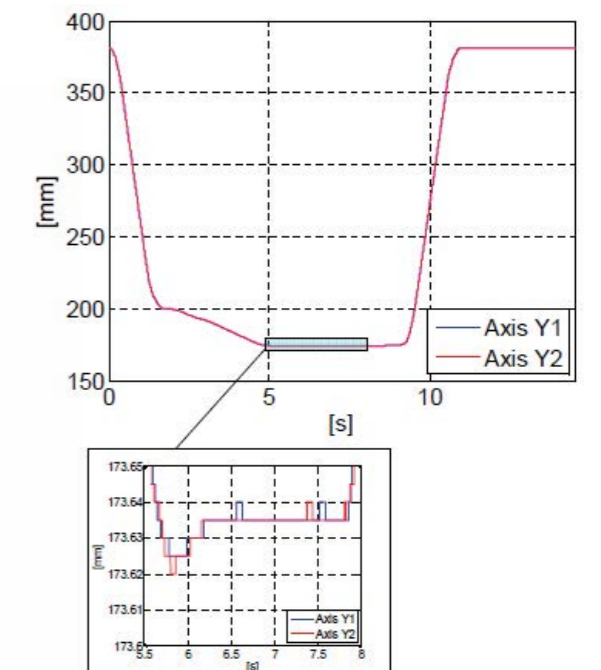 400
350
300
250
200
150
[mm]
0 5 10
[s]
Axis Y1
Axis Y2
173.65
173.64
173.63
173.62
173.61
173.6
[mm]
5.5 6 6.5 7 7.5 8
[s]
Axis Y1
Axis Y2